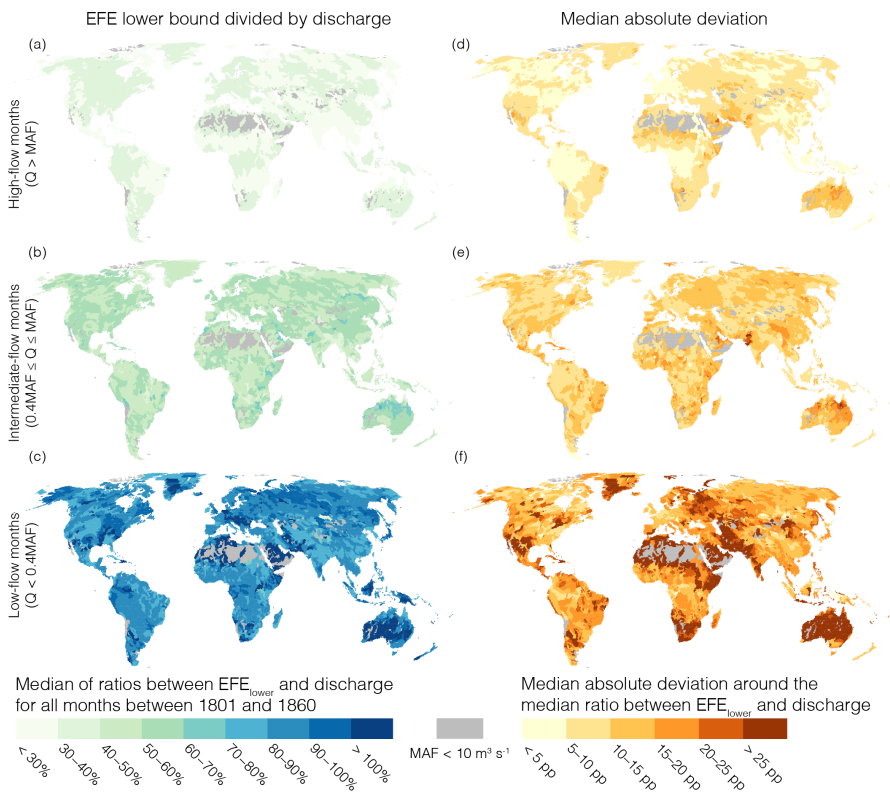 EFE lower bound divided by discharge
Median absolute deviation
(a)
(d)
High-flow months
(Q > MAF)
(b)
(e)
Intermediate-flow months
(0.4MAF ≤ Q ≤ MAF)
(c)
(f)
Low-flow months
(Q < 0.4MAF)
Median of ratios between EFE_lower and discharge
for all months between 1801 and 1860
< 30%
30–40%
40–50%
50–60%
60–70%
70–80%
80–90%
90–100%
> 100%
MAF < 10 m³ s⁻¹
Median absolute deviation around the
median ratio between EFE_lower and discharge
< 5 pp
5–10 pp
10–15 pp
15–20 pp
20–25 pp
> 25 pp